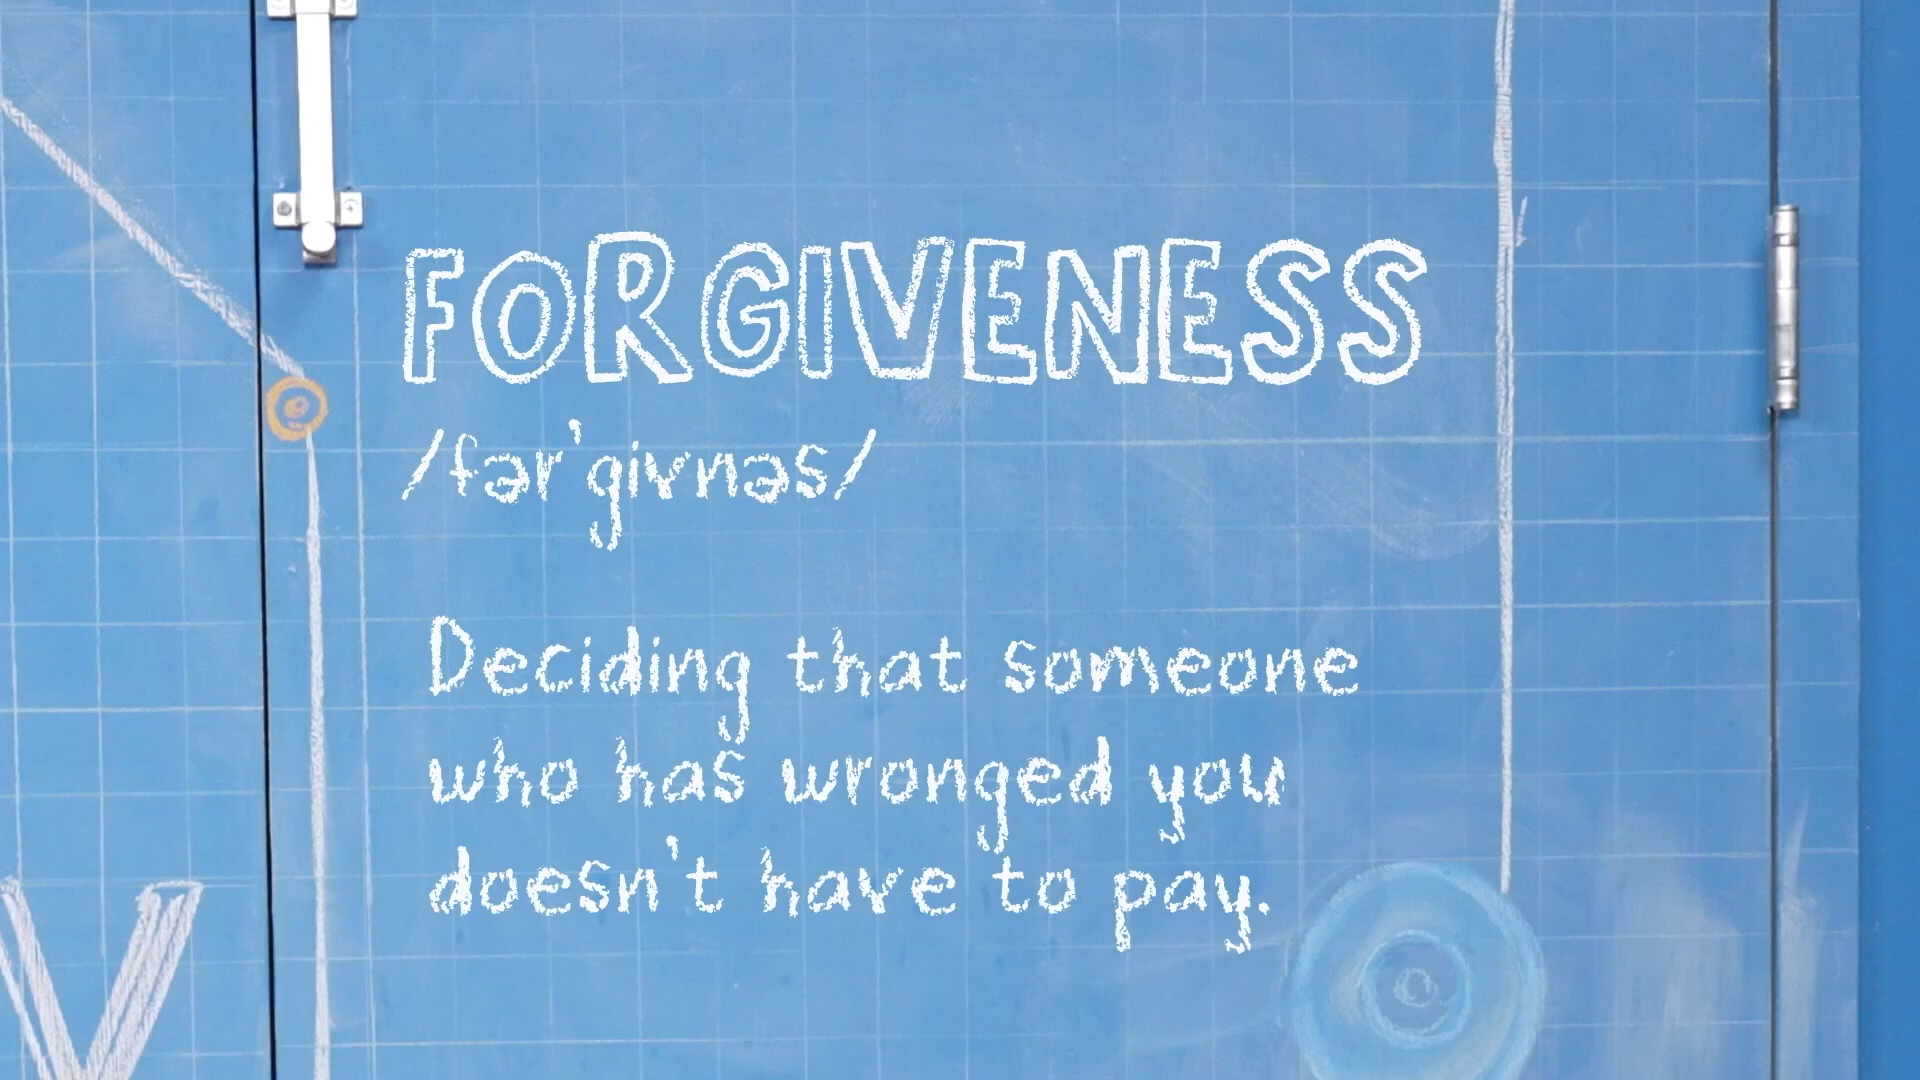 FORGIVENESS
/fər'givnəs/
Deciding that someone
who has wronged you
doesn't have to pay.
V